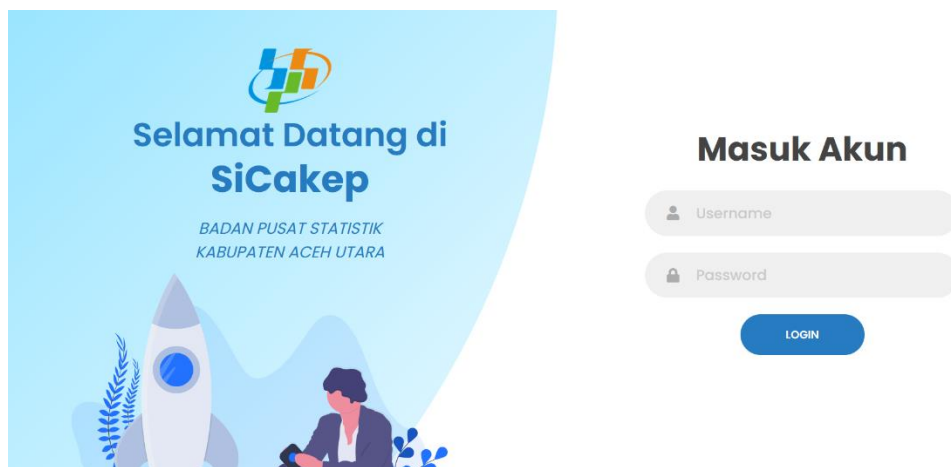 Selamat Datang di
SiCakep
BADAN PUSAT STATISTIK
KABUPATEN ACEH UTARA
Masuk Akun
Username
Password
LOGIN